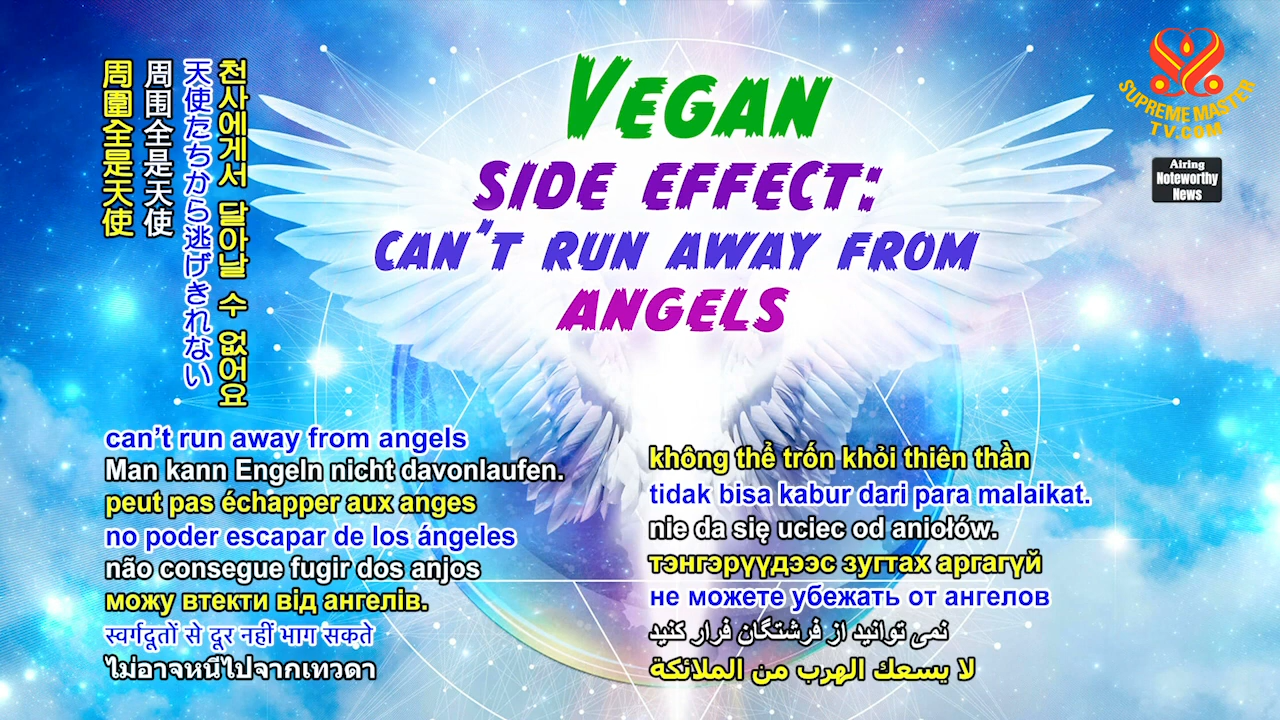 VEGAN
SIDE EFFECT:
CAN'T RUN AWAY FROM
ANGELS
SUPREME MASTER
TV.COM
Airing
Noteworthy
News
周圍全是天使
周围全是天使
天使たちから逃げきれない
천사에게서 달아날 수 없어요
can't run away from angels
Man kann Engeln nicht davonlaufen.
peut pas échapper aux anges
no poder escapar de los ángeles
não consegue fugir dos anjos
можу втекти від ангелів.
स्वर्गदूतों से दूर नहीं भाग सकते
ไม่อาจหนีไปจากเทวดา
không thể trốn khỏi thiên thần
tidak bisa kabur dari para malaikat.
nie da się uciec od aniołów.
тэнгэрүүдээс зугтах аргагүй
не можете убежать от ангелов
نمی توانید از فرشتگان فرار کنید
لا يسعك الهرب من الملائكة